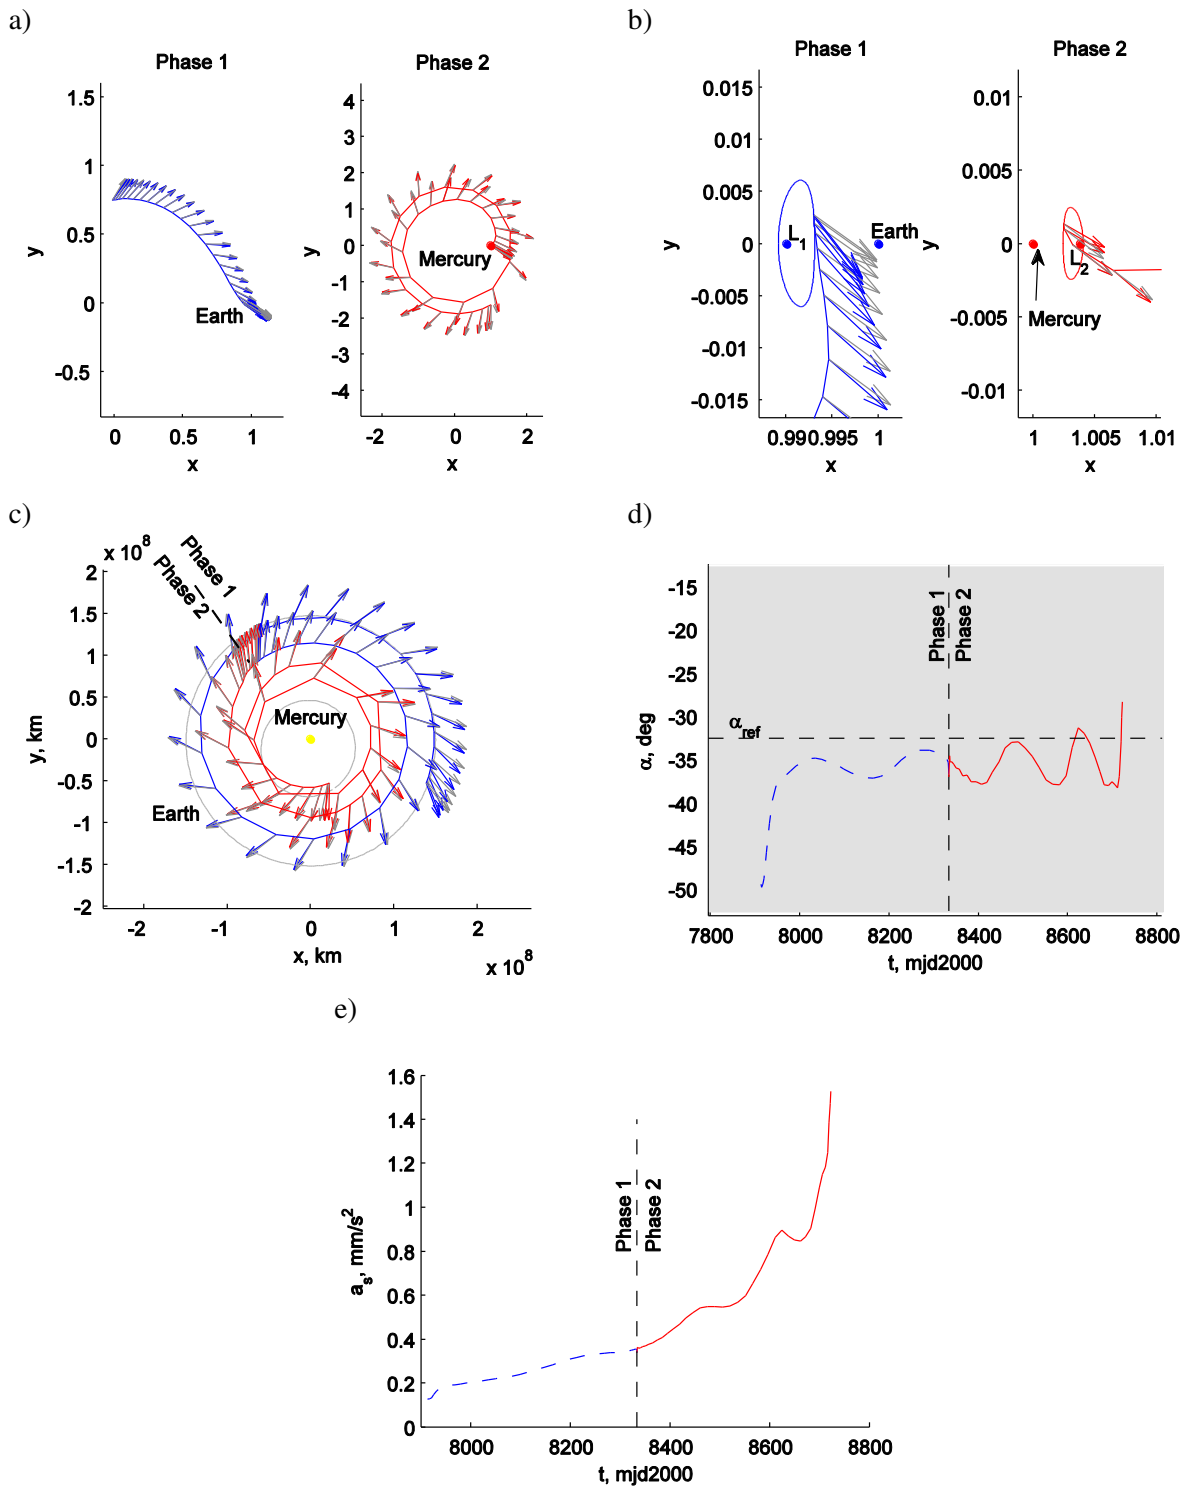 a)
Phase 1
Phase 2
1.5
1
0.5
0
-0.5
y
Earth
0 0.5 1
x
4
3
2
1
0
-1
-2
-3
-4
y
Mercury
-2 0 2
x
b)
Phase 1
Phase 2
0.015
0.01
0.005
0
-0.005
-0.01
-0.015
y
L1
Earth
0.990.995 1
x
0.01
0.005
0
-0.005
-0.01
y
L2
Mercury
1 1.005 1.01
x
c)
x 10^8
Phase 1
Phase 2
2
1.5
1
0.5
0
-0.5
-1
-1.5
-2
y, km
Mercury
Earth
-2 -1 0 1 2
x, km
x 10^8
d)
-15
-20
-25
-30
-35
-40
-45
-50
α, deg
αref
Phase 1
Phase 2
7800 8000 8200 8400 8600 8800
t, mjd2000
e)
1.6
1.4
1.2
1
0.8
0.6
0.4
0.2
0
as, mm/s²
Phase 1
Phase 2
8000 8200 8400 8600 8800
t, mjd2000